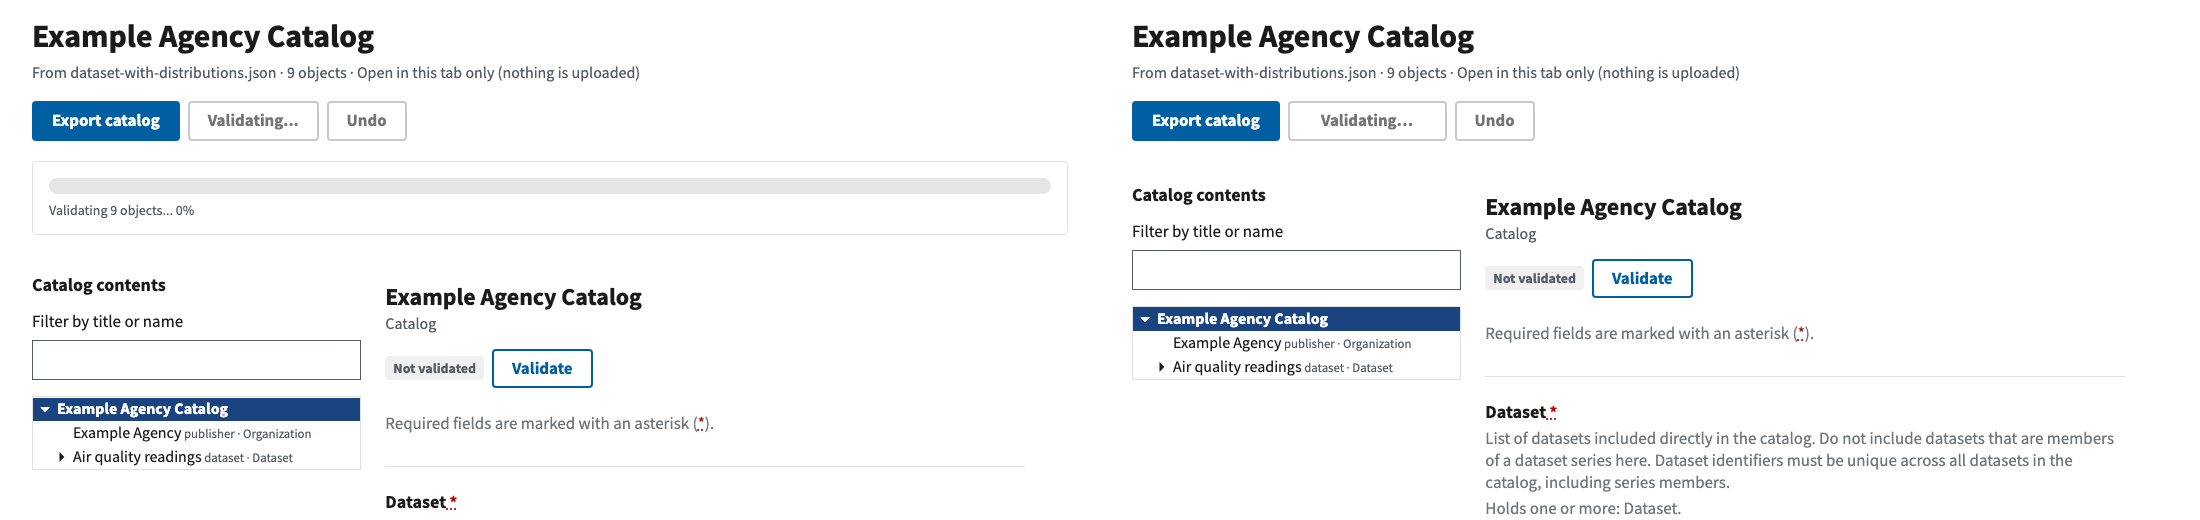 Example Agency Catalog
From dataset-with-distributions.json · 9 objects · Open in this tab only (nothing is uploaded)
Export catalog
Validating...
Undo
Validating 9 objects... 0%
Catalog contents
Filter by title or name
Example Agency Catalog
Example Agency publisher · Organization
Air quality readings dataset · Dataset
Example Agency Catalog
Catalog
Not validated
Validate
Required fields are marked with an asterisk (*).
Dataset *
Example Agency Catalog
From dataset-with-distributions.json · 9 objects · Open in this tab only (nothing is uploaded)
Export catalog
Validating...
Undo
Catalog contents
Filter by title or name
Example Agency Catalog
Example Agency publisher · Organization
Air quality readings dataset · Dataset
Example Agency Catalog
Catalog
Not validated
Validate
Required fields are marked with an asterisk (*).
Dataset *
List of datasets included directly in the catalog. Do not include datasets that are members
of a dataset series here. Dataset identifiers must be unique across all datasets in the
catalog, including series members.
Holds one or more: Dataset.